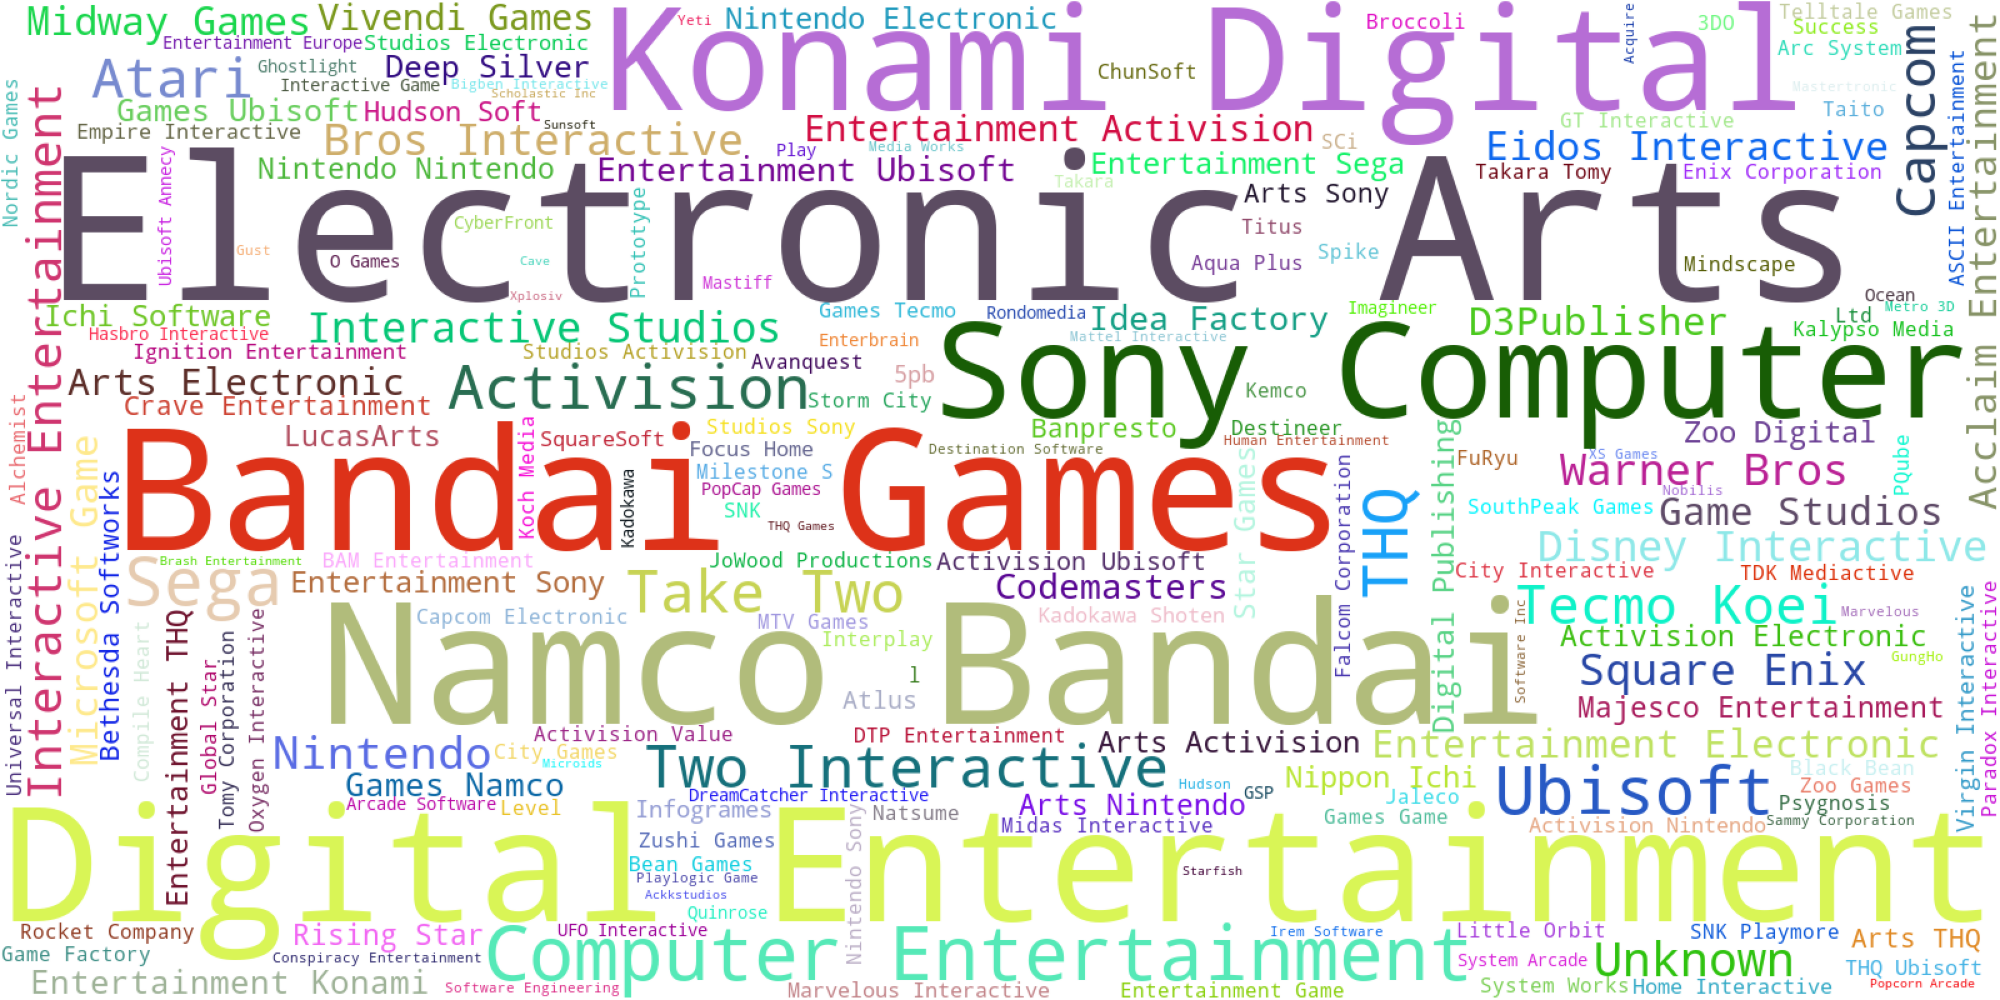 Midway Games
Vivendi Games
Yeti
Nintendo Electronic
Konami Digital
Broccoli
Acquire
3DO
Telltale Games
Success
Arc System
Entertainment Europe
Studios Electronic
Atari
Ghostlight
Deep Silver
Interactive Game
Bigben Interactive
Scholastic Inc
ChunSoft
Mastertronic
Capcom
Nordic Games
Games Ubisoft
Hudson Soft
Taito
Empire Interactive
Sunsoft
Bros Interactive
Entertainment Activision
GT Interactive
SCi
Eidos Interactive
Play
Media Works
Nintendo Nintendo
Entertainment Ubisoft
Entertainment Sega
Takara Tomy
Enix Corporation
Takara
ASCII Entertainment
Acclaim Entertainment
Interactive Entertainment
Electronic Arts
Ubisoft Annecy
Prototype
Arts Sony
CyberFront
Titus
Gust
O Games
Cave
Aqua Plus
Spike
Mindscape
Mastiff
Xplosiv
Ocean
Ichi Software
Games Tecmo
Rondomedia
Idea Factory
Imagineer
D3Publisher
Ltd
Metro 3D
Hasbro Interactive
Interactive Studios
Enterbrain
Mattel Interactive
Kalypso Media
Ignition Entertainment
Studios Activision
Avanquest
Sony Computer
Arts Electronic
Activision
5pb
Kemco
Crave Entertainment
Storm City
Alchemist
LucasArts
Koch Media
SquareSoft
Studios Sony
Banpresto
Destineer
Zoo Digital
Focus Home
Destination Software
Human Entertainment
Microsoft Game
Bandai Games
Milestone S
FuRyu
XS Games
Warner Bros
PQube
Bethesda Softworks
Kadokawa
PopCap Games
Nobilis
SNK
THQ Games
Star Games
Falcom Corporation
THQ
Digital Publishing
SouthPeak Games
Game Studios
Universal Interactive
Brash Entertainment
BAM Entertainment
JoWood Productions
Activision Ubisoft
Disney Interactive
Sega
Entertainment Sony
Take Two
Codemasters
City Interactive
TDK Mediactive
Capcom Electronic
MTV Games
Kadokawa Shoten
Software Inc
Tecmo Koei
Marvelous
Compile Heart
Entertainment THQ
Global Star
Tomy Corporation
Oxygen Interactive
Namco Bandai
Interplay
Activision Electronic
GungHo
l
Square Enix
Atlus
Majesco Entertainment
Virgin Interactive
Paradox Interactive
Activision Value
DTP Entertainment
Nintendo
City Games
Microids
Two Interactive
Arts Activision
Entertainment Electronic
Games Namco
Hudson
Nippon Ichi
Ubisoft
Black Bean
Arcade Software
Level
DreamCatcher Interactive
GSP
Jaleco
Zoo Games
Infogrames
Natsume
Arts Nintendo
Games Game
Psygnosis
Digital Entertainment
Zushi Games
Midas Interactive
Activision Nintendo
Sammy Corporation
Bean Games
Playlogic Game
Ackkstudios
Nintendo Sony
Starfish
Quinrose
Rocket Company
Rising Star
UFO Interactive
Irem Software
Little Orbit
SNK Playmore
Arts THQ
Game Factory
Conspiracy Entertainment
Computer Entertainment
System Arcade
Unknown
THQ Ubisoft
Entertainment Konami
Software Engineering
Marvelous Interactive
Entertainment Game
System Works
Home Interactive
Popcorn Arcade